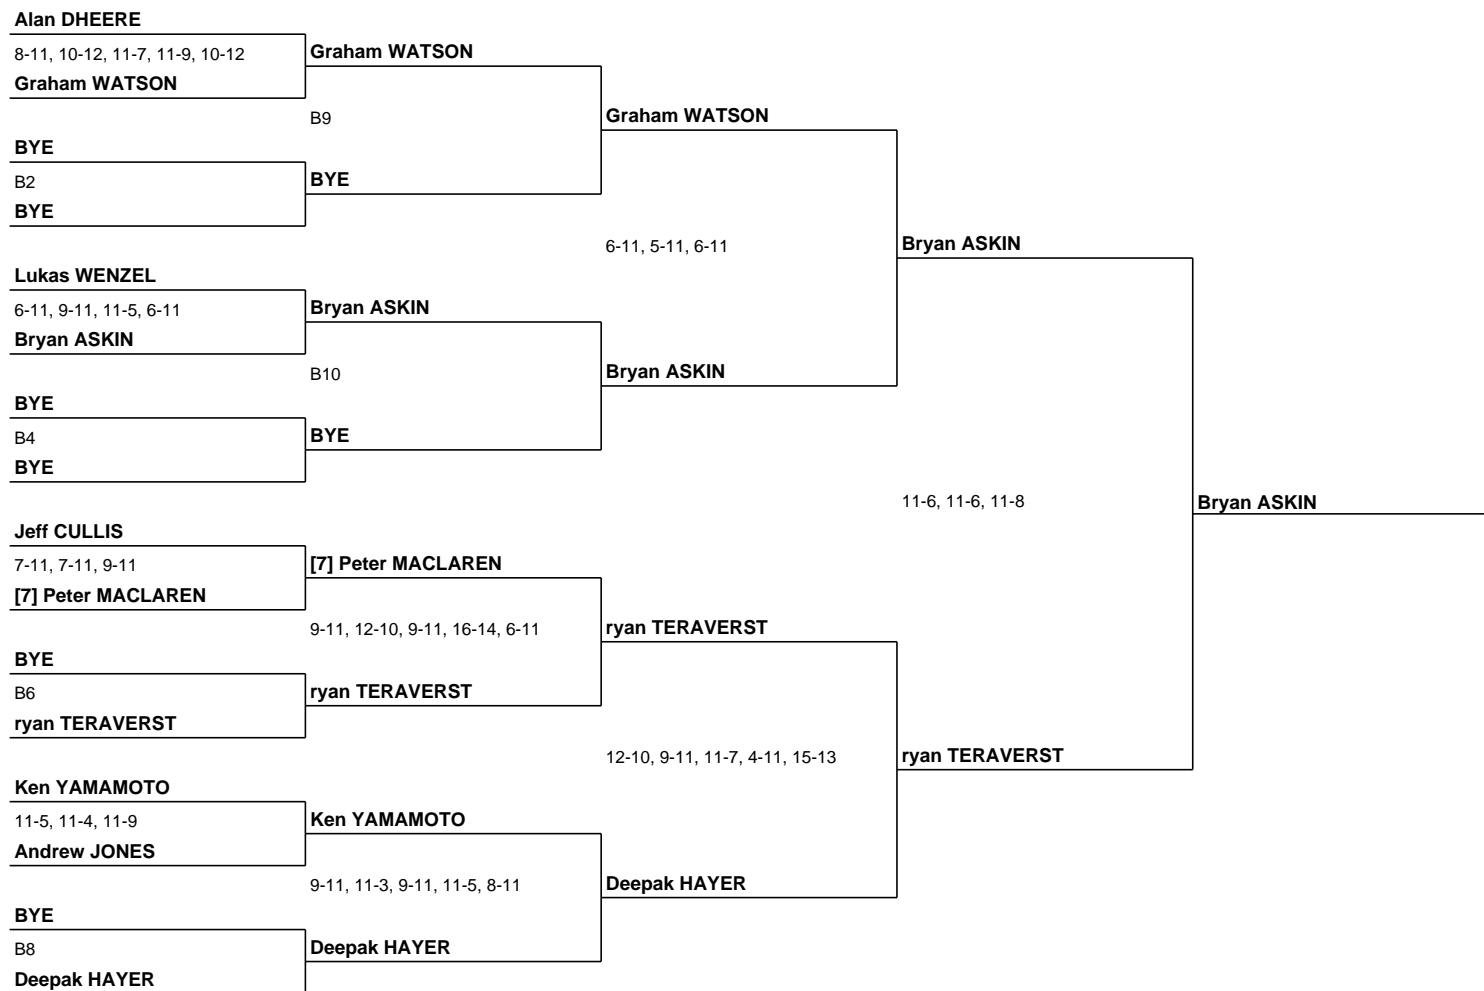 Alan DHEERE
8-11, 10-12, 11-7, 11-9, 10-12
Graham WATSON
BYE
B2
BYE
Lukas WENZEL
6-11, 9-11, 11-5, 6-11
Bryan ASKIN
BYE
B4
BYE
Jeff CULLIS
7-11, 7-11, 9-11
[7] Peter MACLAREN
BYE
B6
ryan TERAVERST
Ken YAMAMOTO
11-5, 11-4, 11-9
Andrew JONES
BYE
B8
Deepak HAYER
Graham WATSON
B9
BYE
Bryan ASKIN
B10
BYE
[7] Peter MACLAREN
9-11, 12-10, 9-11, 16-14, 6-11
ryan TERAVERST
Ken YAMAMOTO
9-11, 11-3, 9-11, 11-5, 8-11
Deepak HAYER
Graham WATSON
6-11, 5-11, 6-11
Bryan ASKIN
ryan TERAVERST
12-10, 9-11, 11-7, 4-11, 15-13
Deepak HAYER
Bryan ASKIN
11-6, 11-6, 11-8
ryan TERAVERST
Bryan ASKIN